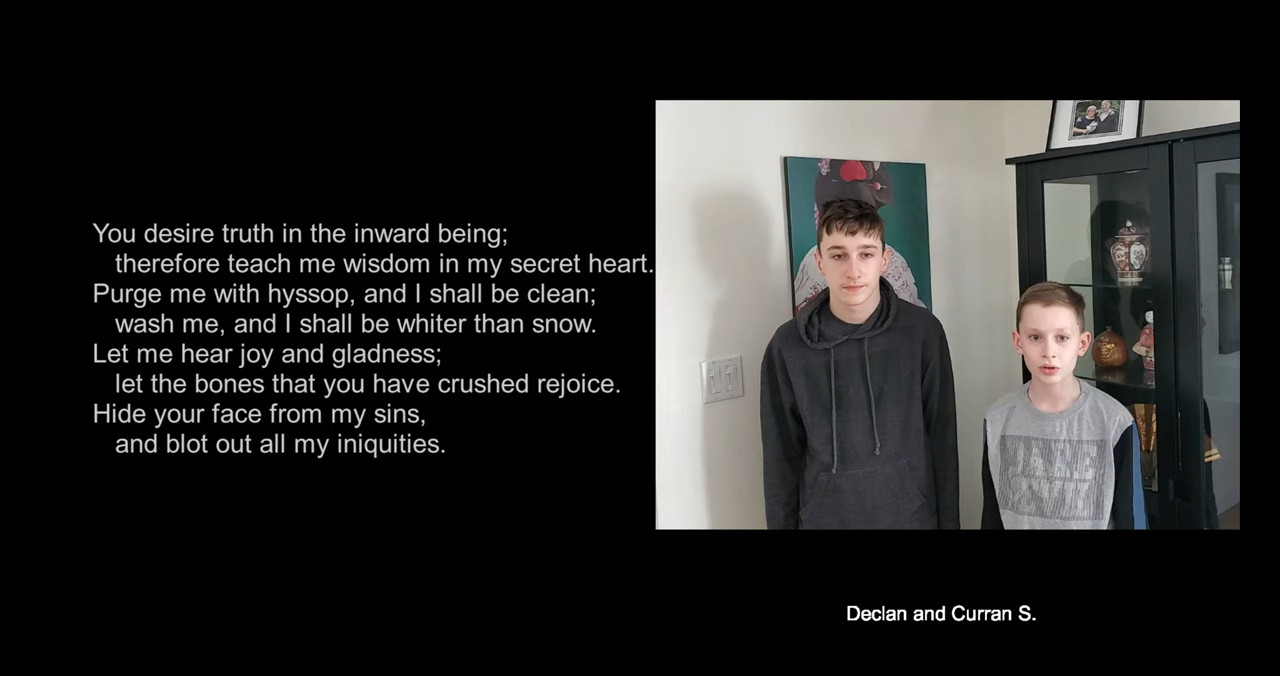 You desire truth in the inward being;
therefore teach me wisdom in my secret heart.
Purge me with hyssop, and I shall be clean;
wash me, and I shall be whiter than snow.
Let me hear joy and gladness;
let the bones that you have crushed rejoice.
Hide your face from my sins,
and blot out all my iniquities.
Declan and Curran S.